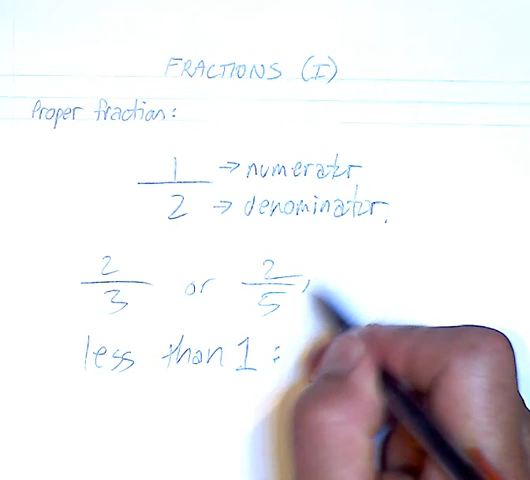 FRACTIONS (I)
Proper fraction:
1 → numerator
2 → denominator.
2/3 or 2/5,
less than 1: